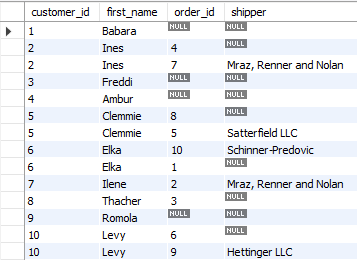 customer_id first_name order_id shipper
1 Babara NULL NULL
2 Ines 4 NULL
2 Ines 7 Mraz, Renner and Nolan
3 Freddi NULL NULL
4 Ambur NULL NULL
5 Clemmie 8 NULL
5 Clemmie 5 Satterfield LLC
6 Elka 10 Schinner-Predovic
6 Elka 1 NULL
7 Ilene 2 Mraz, Renner and Nolan
8 Thacher 3 NULL
9 Romola NULL NULL
10 Levy 6 NULL
10 Levy 9 Hettinger LLC